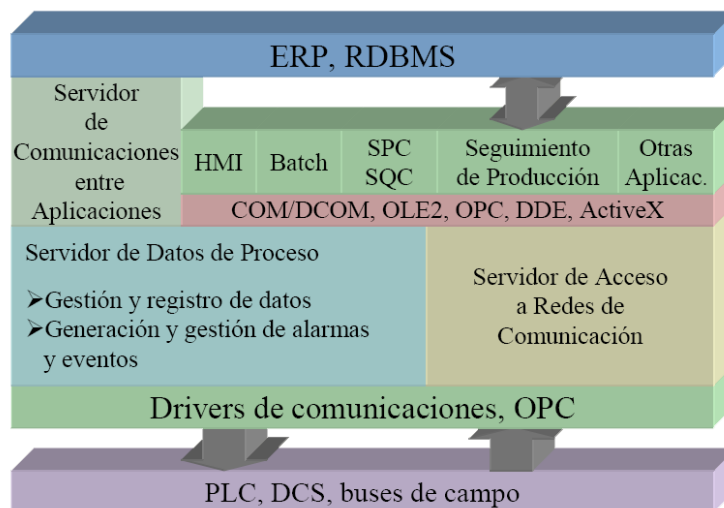 ERP, RDBMS
Servidor
de
Comunicaciones
entre
Aplicaciones
HMI
Batch
SPC
SQC
Seguimiento
de Producción
Otras
Aplicac.
COM/DCOM, OLE2, OPC, DDE, ActiveX
Servidor de Datos de Proceso
➢Gestión y registro de datos
➢Generación y gestión de alarmas
y eventos
Servidor de Acceso
a Redes de
Comunicación
Drivers de comunicaciones, OPC
PLC, DCS, buses de campo